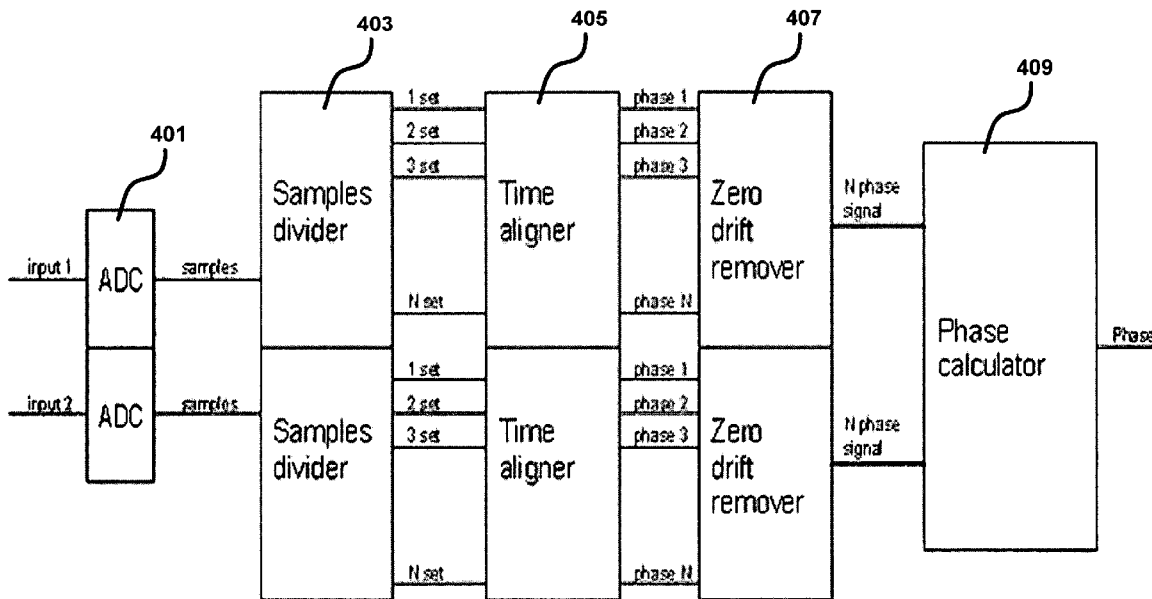 403
405
407
409
401
1 set
2 set
3 set
N set
phase 1
phase 2
phase 3
phase N
Samples
divider
Time
aligner
Zero
drift
remover
N phase
signal
input 1
ADC
samples
Phase
calculator
Phase
input 2
ADC
samples
1 set
2 set
3 set
N set
phase 1
phase 2
phase 3
phase N
Samples
divider
Time
aligner
Zero
drift
remover
N phase
signal